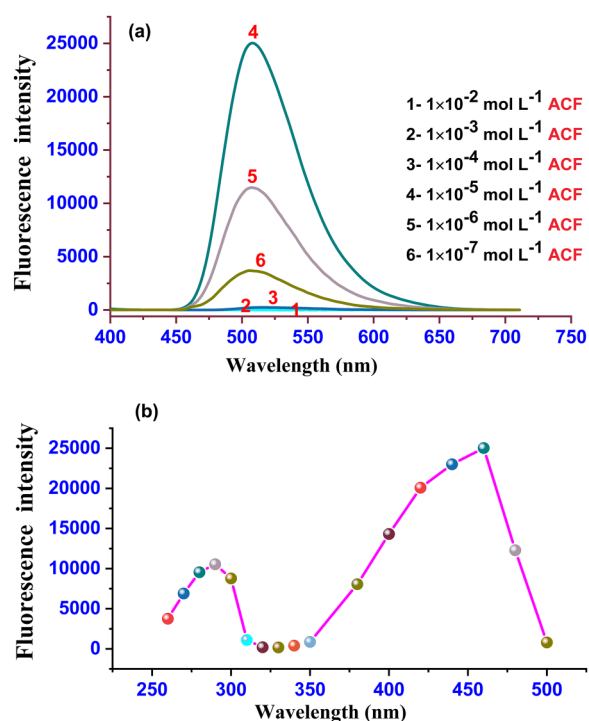 (a)
Fluorescence intensity
25000
20000
15000
10000
5000
0
4
5
6
2
3
1
1- 1×10⁻² mol L⁻¹ ACF
2- 1×10⁻³ mol L⁻¹ ACF
3- 1×10⁻⁴ mol L⁻¹ ACF
4- 1×10⁻⁵ mol L⁻¹ ACF
5- 1×10⁻⁶ mol L⁻¹ ACF
6- 1×10⁻⁷ mol L⁻¹ ACF
400 450 500 550 600 650 700 750
Wavelength (nm)
(b)
Fluorescence intensity
25000
20000
15000
10000
5000
0
250 300 350 400 450 500
Wavelength (nm)